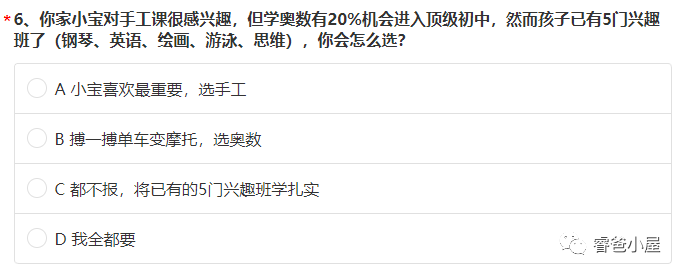 *6、你家小宝对手工课很感兴趣，但学奥数有20%机会进入顶级初中，然而孩子已有5门兴趣
班了（钢琴、英语、绘画、游泳、思维），你会怎么选?
A 小宝喜欢最重要，选手工
B 搏一搏单车变摩托，选奥数
C 都不报，将已有的5门兴趣班学扎实
D 我全都要
睿爸小屋